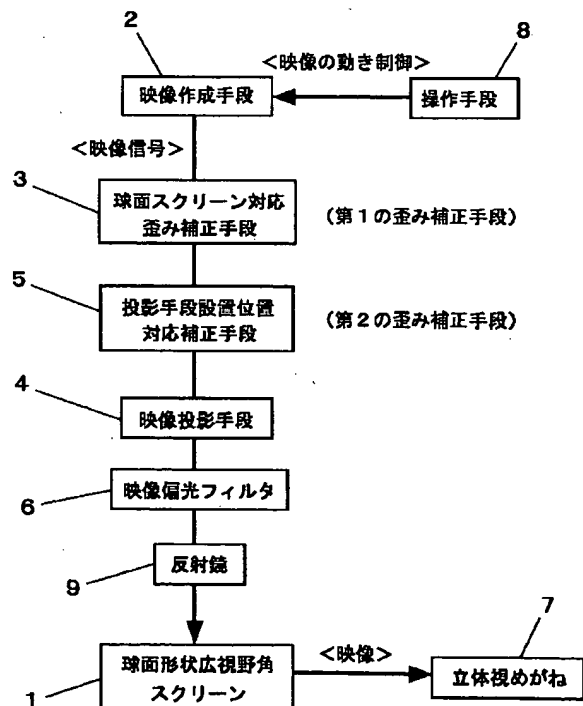 2
8
<映像の動き制御>
映像作成手段
操作手段
<映像信号>
3
球面スクリーン対応
歪み補正手段
(第1の歪み補正手段)
5
投影手段設置位置
対応補正手段
(第2の歪み補正手段)
4
映像投影手段
6
映像偏光フィルタ
9
反射鏡
7
<映像>
球面形状広視野角
スクリーン
立体視めがね
1